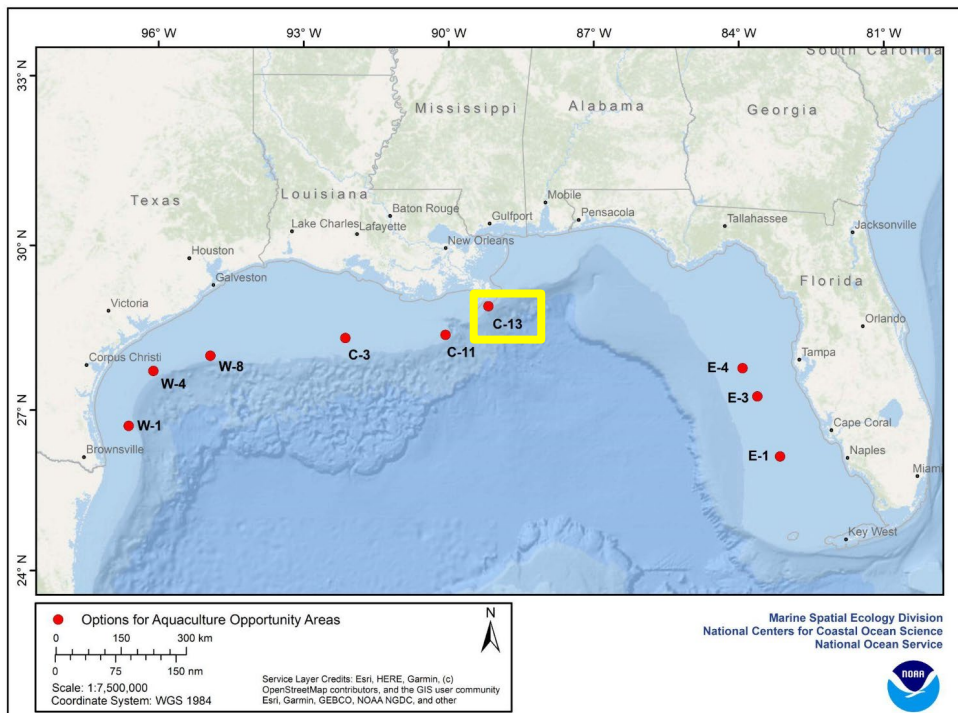 96° W 93° W 90° W 87° W 84° W 81° W
South Carolina
33° N
33° N
Mississippi
Alabama
Georgia
Texas
Louisiana
Mobile
Baton Rouge
Gulfport
Pensacola
Tallahassee
Jacksonville
Lake Charles
Lafayette
New Orleans
30° N
30° N
Houston
Galveston
Florida
Victoria
Orlando
C-13
Corpus Christi
C-3
C-11
Tampa
W-8
E-4
W-4
E-3
27° N
27° N
W-1
Cape Coral
Brownsville
E-1
Naples
Miami
Key West
24° N
24° N
Options for Aquaculture Opportunity Areas
0 150 300 km
0 75 150 nm
Scale: 1:7,500,000
Coordinate System: WGS 1984
N
Service Layer Credits: Esri, HERE, Garmin, (c)
OpenStreetMap contributors, and the GIS user community
Esri, Garmin, GEBCO, NOAA NGDC, and other
Marine Spatial Ecology Division
National Centers for Coastal Ocean Science
National Ocean Service
NOAA